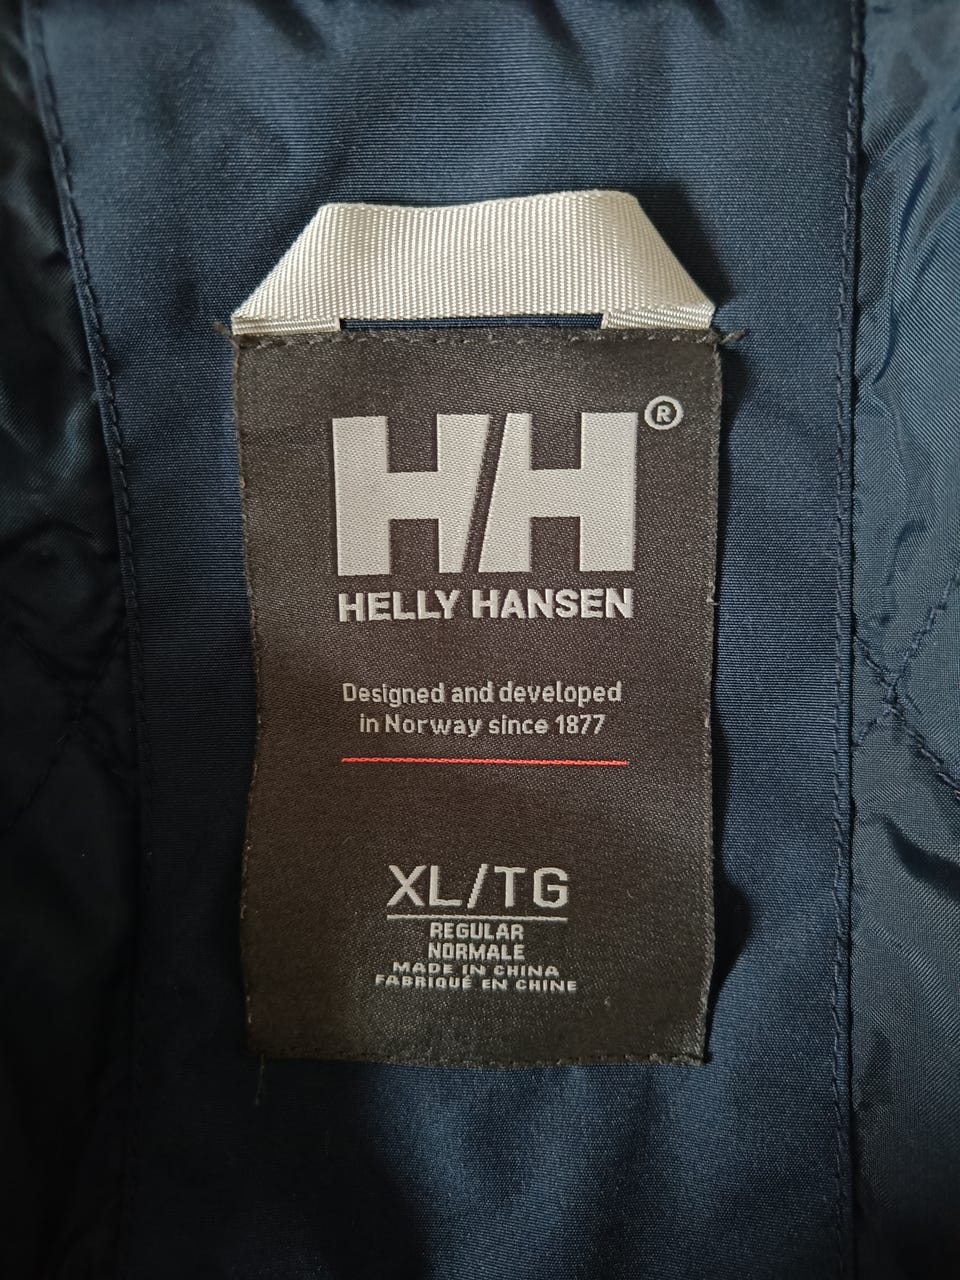 HH®
HELLY HANSEN
Designed and developed
in Norway since 1877
XL/TG
REGULAR
NORMALE
MADE IN CHINA
FABRIQUÉ EN CHINE